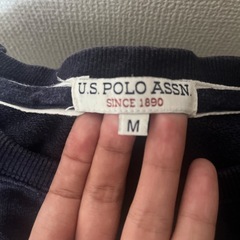 U.S. POLO ASSN.
SINCE 1890
M